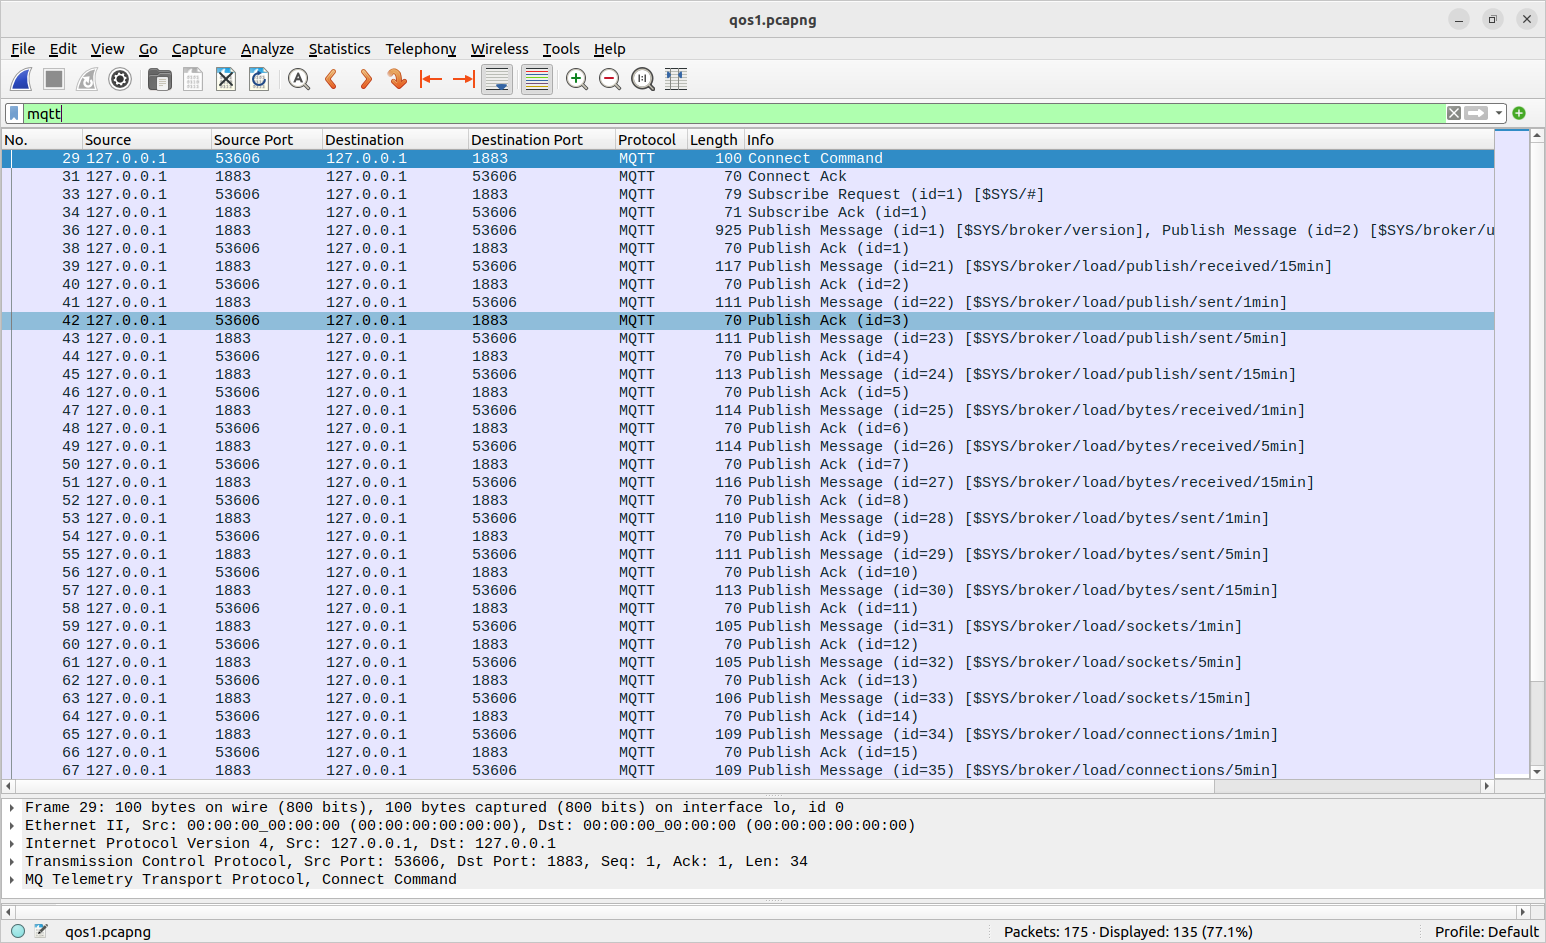 qos1.pcapng
File Edit View Go Capture Analyze Statistics Telephony Wireless Tools Help
mqtt
No. Source Source Port Destination Destination Port Protocol Length Info
29 127.0.0.1 53606 127.0.0.1 1883 MQTT 100 Connect Command
31 127.0.0.1 1883 127.0.0.1 53606 MQTT 70 Connect Ack
33 127.0.0.1 53606 127.0.0.1 1883 MQTT 79 Subscribe Request (id=1) [$SYS/#]
34 127.0.0.1 1883 127.0.0.1 53606 MQTT 71 Subscribe Ack (id=1)
36 127.0.0.1 1883 127.0.0.1 53606 MQTT 925 Publish Message (id=1) [$SYS/broker/version], Publish Message (id=2) [$SYS/broker/u
38 127.0.0.1 53606 127.0.0.1 1883 MQTT 70 Publish Ack (id=1)
39 127.0.0.1 1883 127.0.0.1 53606 MQTT 117 Publish Message (id=21) [$SYS/broker/load/publish/received/15min]
40 127.0.0.1 53606 127.0.0.1 1883 MQTT 70 Publish Ack (id=2)
41 127.0.0.1 1883 127.0.0.1 53606 MQTT 111 Publish Message (id=22) [$SYS/broker/load/publish/sent/1min]
42 127.0.0.1 53606 127.0.0.1 1883 MQTT 70 Publish Ack (id=3)
43 127.0.0.1 1883 127.0.0.1 53606 MQTT 111 Publish Message (id=23) [$SYS/broker/load/publish/sent/5min]
44 127.0.0.1 53606 127.0.0.1 1883 MQTT 70 Publish Ack (id=4)
45 127.0.0.1 1883 127.0.0.1 53606 MQTT 113 Publish Message (id=24) [$SYS/broker/load/publish/sent/15min]
46 127.0.0.1 53606 127.0.0.1 1883 MQTT 70 Publish Ack (id=5)
47 127.0.0.1 1883 127.0.0.1 53606 MQTT 114 Publish Message (id=25) [$SYS/broker/load/bytes/received/1min]
48 127.0.0.1 53606 127.0.0.1 1883 MQTT 70 Publish Ack (id=6)
49 127.0.0.1 1883 127.0.0.1 53606 MQTT 114 Publish Message (id=26) [$SYS/broker/load/bytes/received/5min]
50 127.0.0.1 53606 127.0.0.1 1883 MQTT 70 Publish Ack (id=7)
51 127.0.0.1 1883 127.0.0.1 53606 MQTT 116 Publish Message (id=27) [$SYS/broker/load/bytes/received/15min]
52 127.0.0.1 53606 127.0.0.1 1883 MQTT 70 Publish Ack (id=8)
53 127.0.0.1 1883 127.0.0.1 53606 MQTT 110 Publish Message (id=28) [$SYS/broker/load/bytes/sent/1min]
54 127.0.0.1 53606 127.0.0.1 1883 MQTT 70 Publish Ack (id=9)
55 127.0.0.1 1883 127.0.0.1 53606 MQTT 111 Publish Message (id=29) [$SYS/broker/load/bytes/sent/5min]
56 127.0.0.1 53606 127.0.0.1 1883 MQTT 70 Publish Ack (id=10)
57 127.0.0.1 1883 127.0.0.1 53606 MQTT 113 Publish Message (id=30) [$SYS/broker/load/bytes/sent/15min]
58 127.0.0.1 53606 127.0.0.1 1883 MQTT 70 Publish Ack (id=11)
59 127.0.0.1 1883 127.0.0.1 53606 MQTT 105 Publish Message (id=31) [$SYS/broker/load/sockets/1min]
60 127.0.0.1 53606 127.0.0.1 1883 MQTT 70 Publish Ack (id=12)
61 127.0.0.1 1883 127.0.0.1 53606 MQTT 105 Publish Message (id=32) [$SYS/broker/load/sockets/5min]
62 127.0.0.1 53606 127.0.0.1 1883 MQTT 70 Publish Ack (id=13)
63 127.0.0.1 1883 127.0.0.1 53606 MQTT 106 Publish Message (id=33) [$SYS/broker/load/sockets/15min]
64 127.0.0.1 53606 127.0.0.1 1883 MQTT 70 Publish Ack (id=14)
65 127.0.0.1 1883 127.0.0.1 53606 MQTT 109 Publish Message (id=34) [$SYS/broker/load/connections/1min]
66 127.0.0.1 53606 127.0.0.1 1883 MQTT 70 Publish Ack (id=15)
67 127.0.0.1 1883 127.0.0.1 53606 MQTT 109 Publish Message (id=35) [$SYS/broker/load/connections/5min]
Frame 29: 100 bytes on wire (800 bits), 100 bytes captured (800 bits) on interface lo, id 0
Ethernet II, Src: 00:00:00_00:00:00 (00:00:00:00:00:00), Dst: 00:00:00_00:00:00 (00:00:00:00:00:00)
Internet Protocol Version 4, Src: 127.0.0.1, Dst: 127.0.0.1
Transmission Control Protocol, Src Port: 53606, Dst Port: 1883, Seq: 1, Ack: 1, Len: 34
MQ Telemetry Transport Protocol, Connect Command
qos1.pcapng Packets: 175 · Displayed: 135 (77.1%) Profile: Default